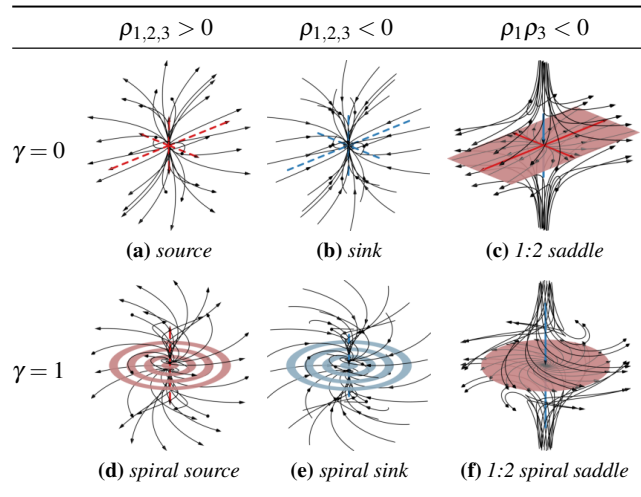 ρ1,2,3 > 0 ρ1,2,3 < 0 ρ1ρ3 < 0
γ = 0
(a) source (b) sink (c) 1:2 saddle
γ = 1
(d) spiral source (e) spiral sink (f) 1:2 spiral saddle